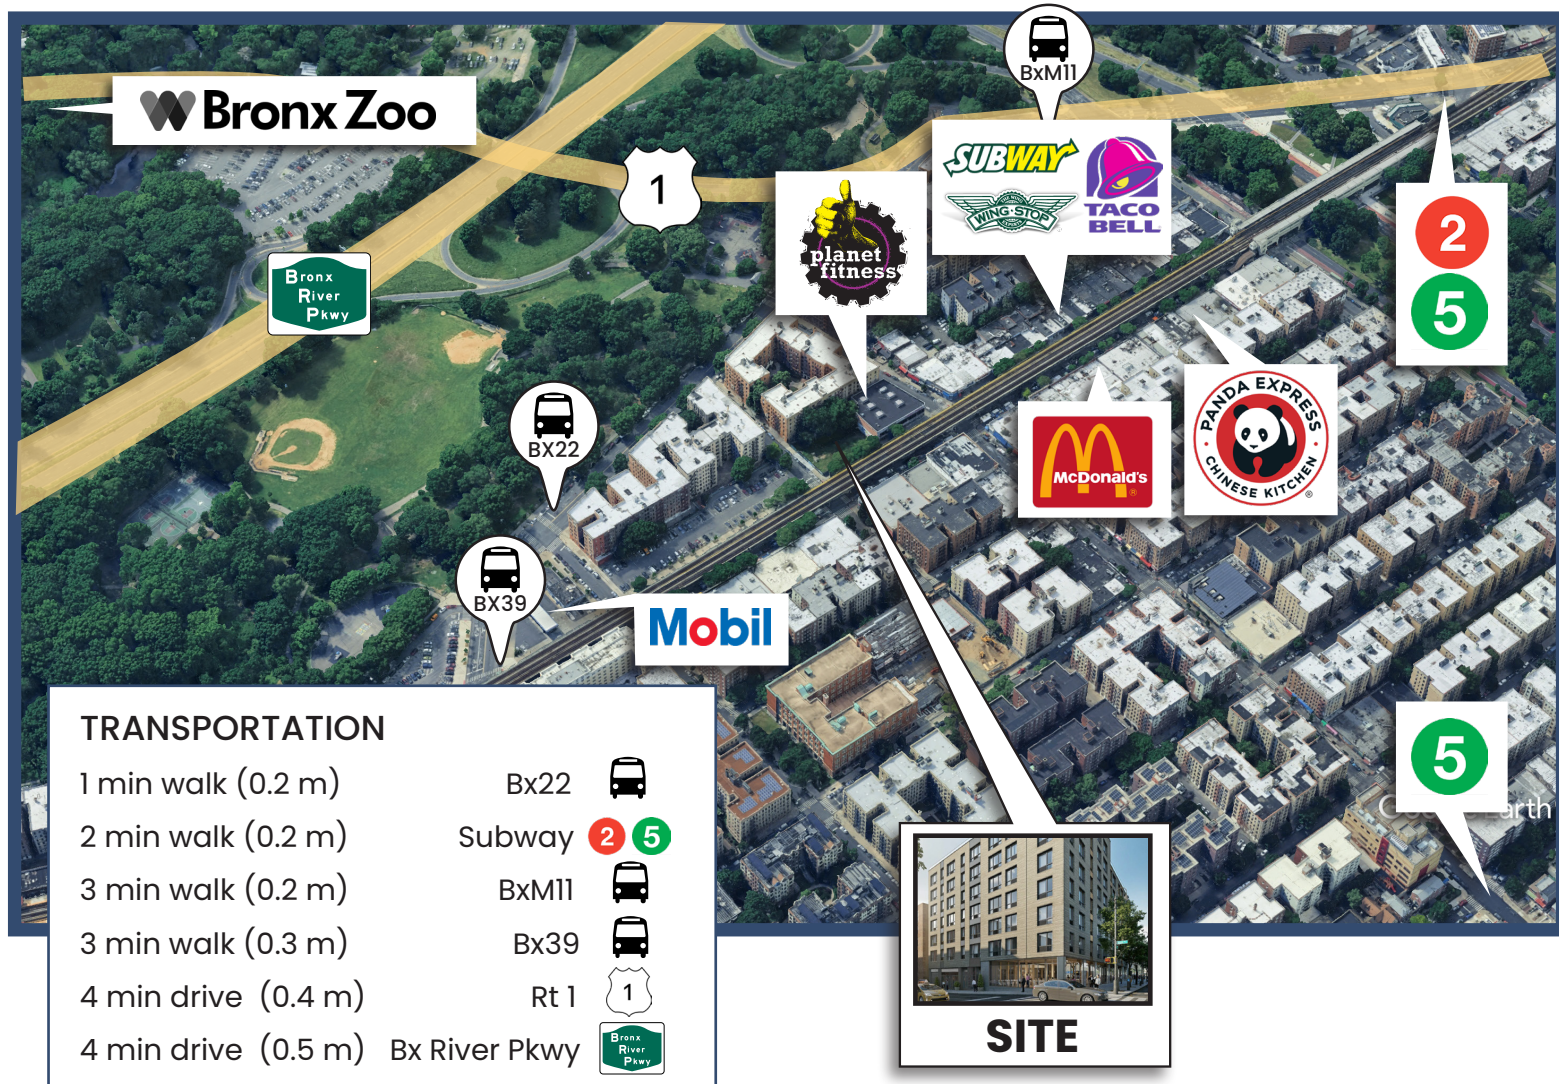 Bronx Zoo
BxM11
SUBWAY
WING·STOP
TACO
BELL
1
planet
fitness
2
5
Bronx
River
Pkwy
PANDA EXPRESS
CHINESE KITCHEN
®
McDonald's
®
BX22
BX39
Mobil
5
TRANSPORTATION
1 min walk (0.2 m) Bx22
2 min walk (0.2 m) Subway 2 5
3 min walk (0.2 m) BxM11
3 min walk (0.3 m) Bx39
4 min drive (0.4 m) Rt 1 1
4 min drive (0.5 m) Bx River Pkwy Bronx River Pkwy
SITE